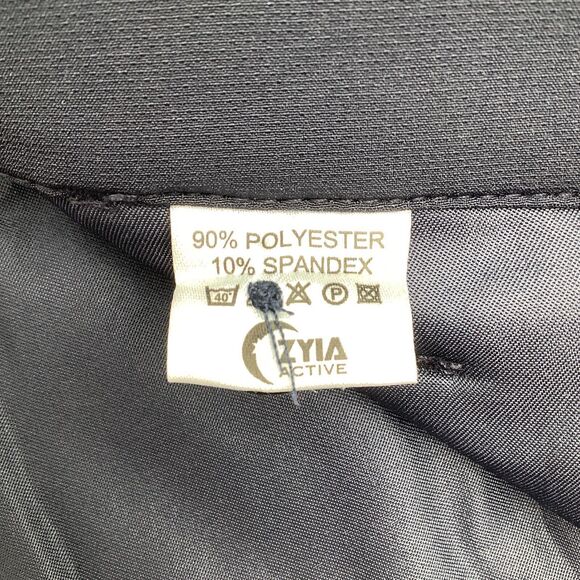 90% POLYESTER
10% SPANDEX
40° P
ZYIA
ACTIVE